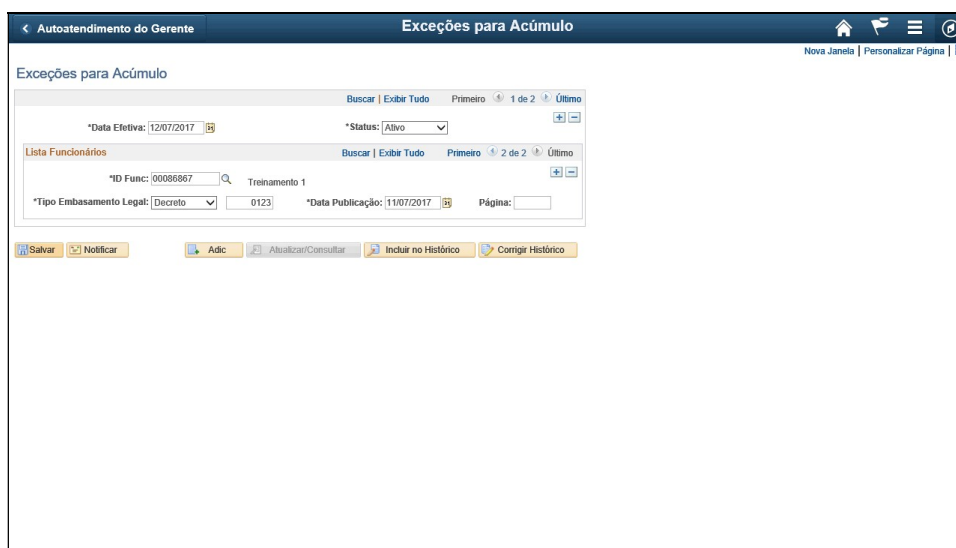 Autoatendimento do Gerente Exceções para Acúmulo
Nova Janela | Personalizar Página |
Exceções para Acúmulo
Buscar | Exibir Tudo Primeiro 1 de 2 Último
*Data Efetiva: 12/07/2017 *Status: Ativo
Lista Funcionários Buscar | Exibir Tudo Primeiro 2 de 2 Último
*ID Func: 00086867 Treinamento 1
*Tipo Embasamento Legal: Decreto 0123 *Data Publicação: 11/07/2017 Página:
Salvar Notificar Adic Atualizar/Consultar Incluir no Histórico Corrigir Histórico